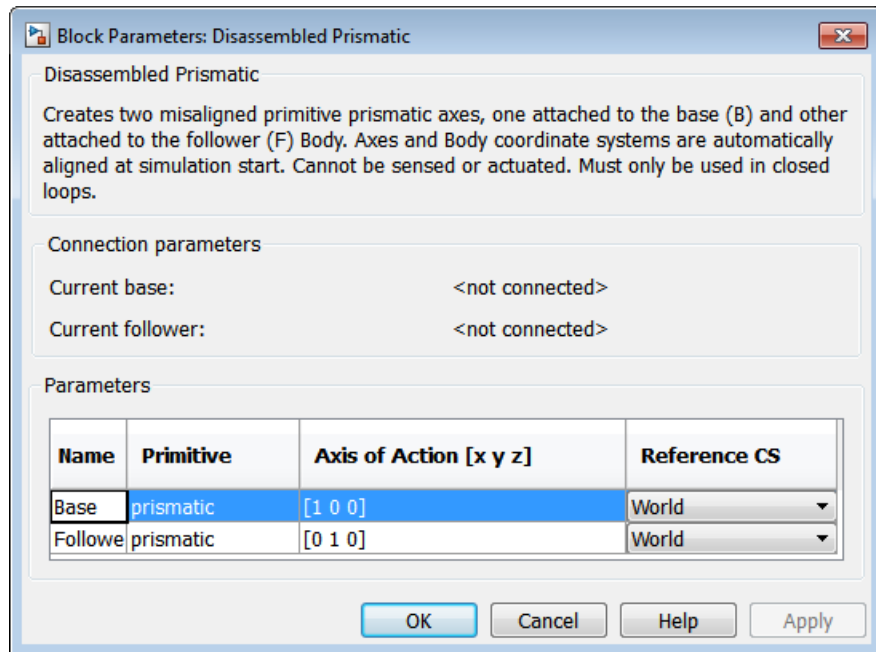 Block Parameters: Disassembled Prismatic
Disassembled Prismatic
Creates two misaligned primitive prismatic axes, one attached to the base (B) and other
attached to the follower (F) Body. Axes and Body coordinate systems are automatically
aligned at simulation start. Cannot be sensed or actuated. Must only be used in closed
loops.
Connection parameters
Current base: <not connected>
Current follower: <not connected>
Parameters
Name Primitive Axis of Action [x y z] Reference CS
Base prismatic [1 0 0] World
Followe prismatic [0 1 0] World
OK Cancel Help Apply